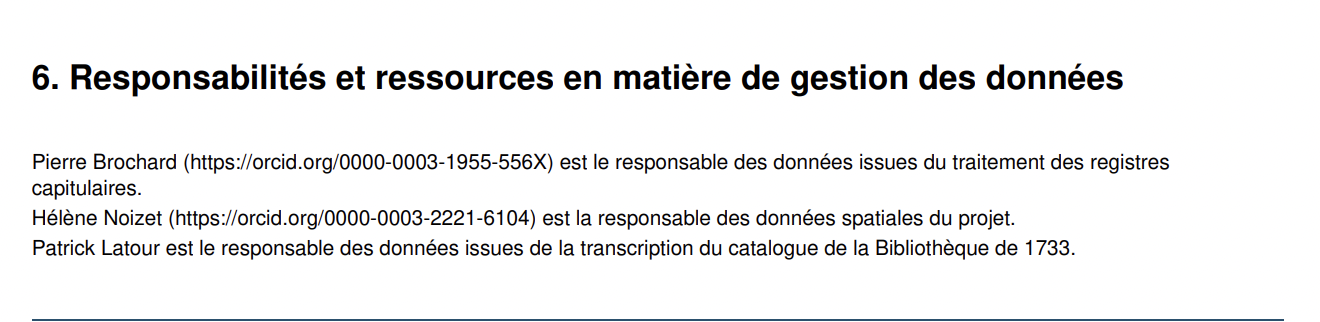 6. Responsabilités et ressources en matière de gestion des données
Pierre Brochard (https://orcid.org/0000-0003-1955-556X) est le responsable des données issues du traitement des registres
capitulaires.
Hélène Noizet (https://orcid.org/0000-0003-2221-6104) est la responsable des données spatiales du projet.
Patrick Latour est le responsable des données issues de la transcription du catalogue de la Bibliothèque de 1733.